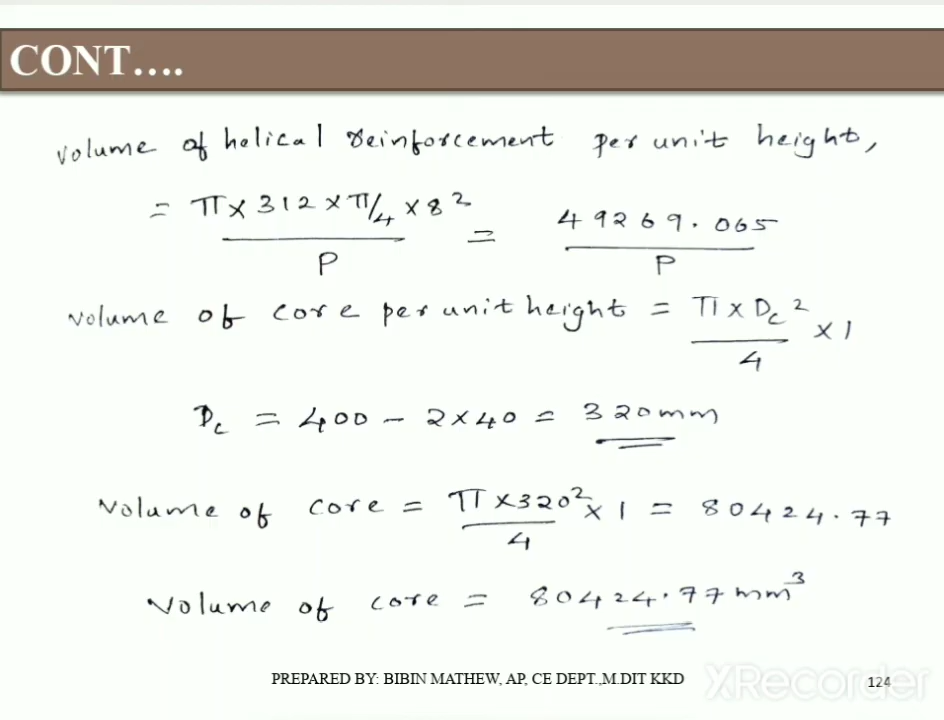 CONT....
volume of helical reinforcement per unit height,
= π × 312 × π/4 × 8² / P = 49269.065 / P
volume of core per unit height = π × Dc² / 4 × 1
Dc = 400 - 2×40 = 320mm
Volume of core = π × 320² / 4 × 1 = 80424.77
Volume of core = 80424.77 mm³
PREPARED BY: BIBIN MATHEW, AP, CE DEPT.,M.DIT KKD
XRecorder
124